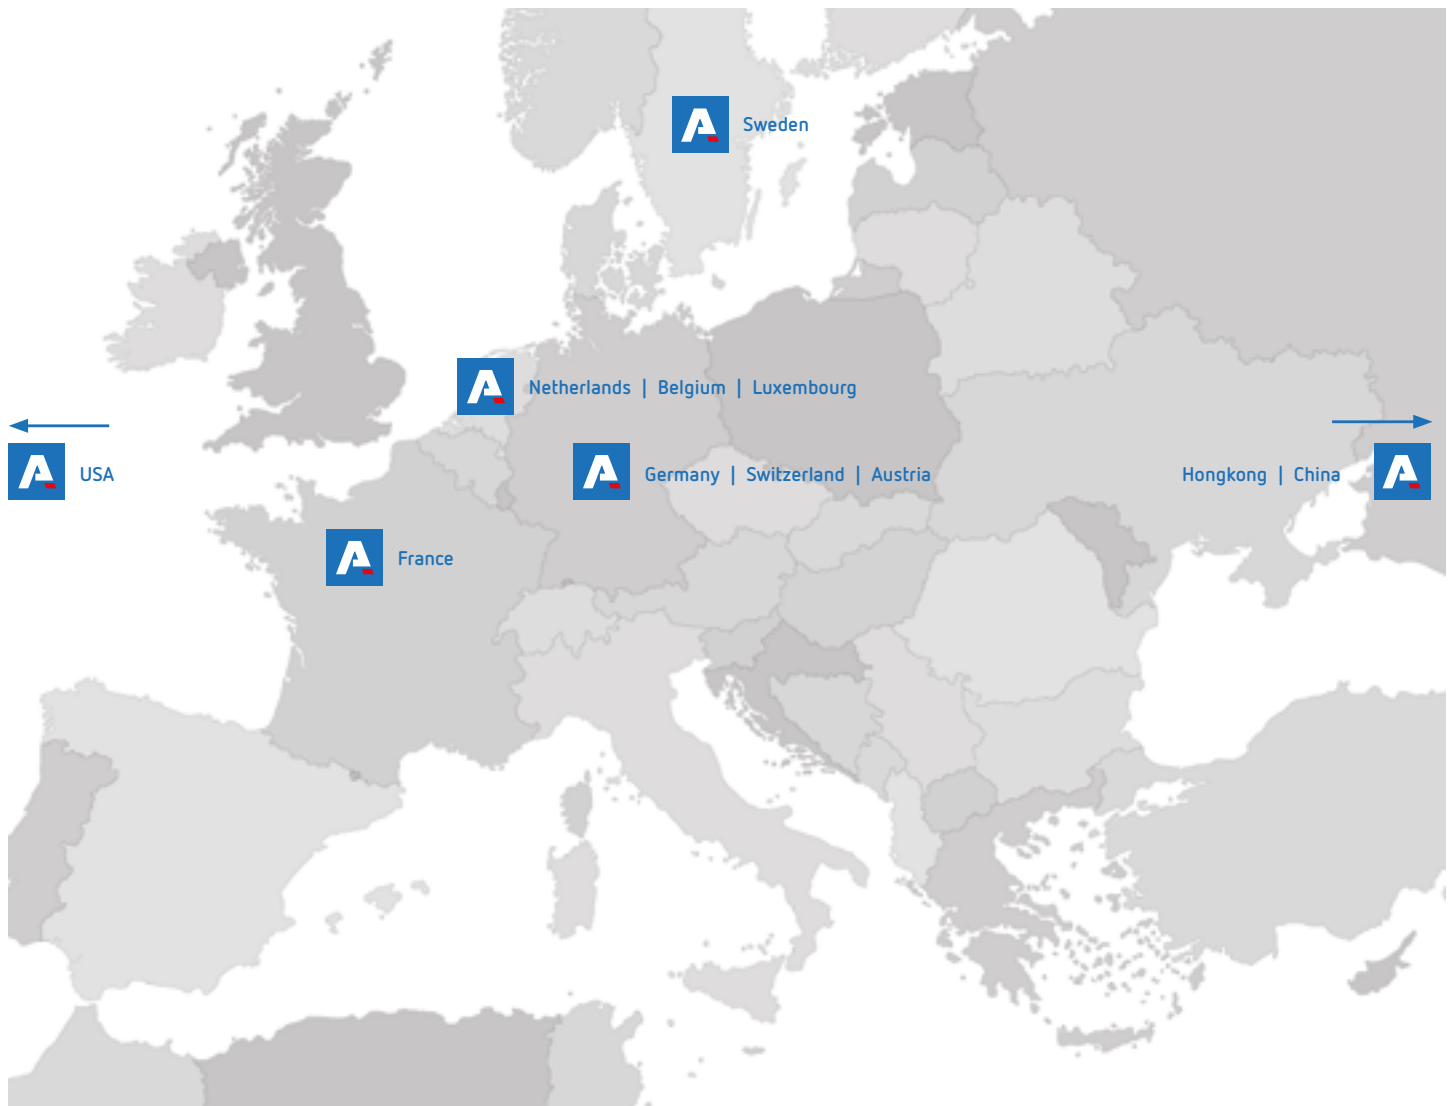 Sweden
Netherlands | Belgium | Luxembourg
USA
Germany | Switzerland | Austria
Hongkong | China
France